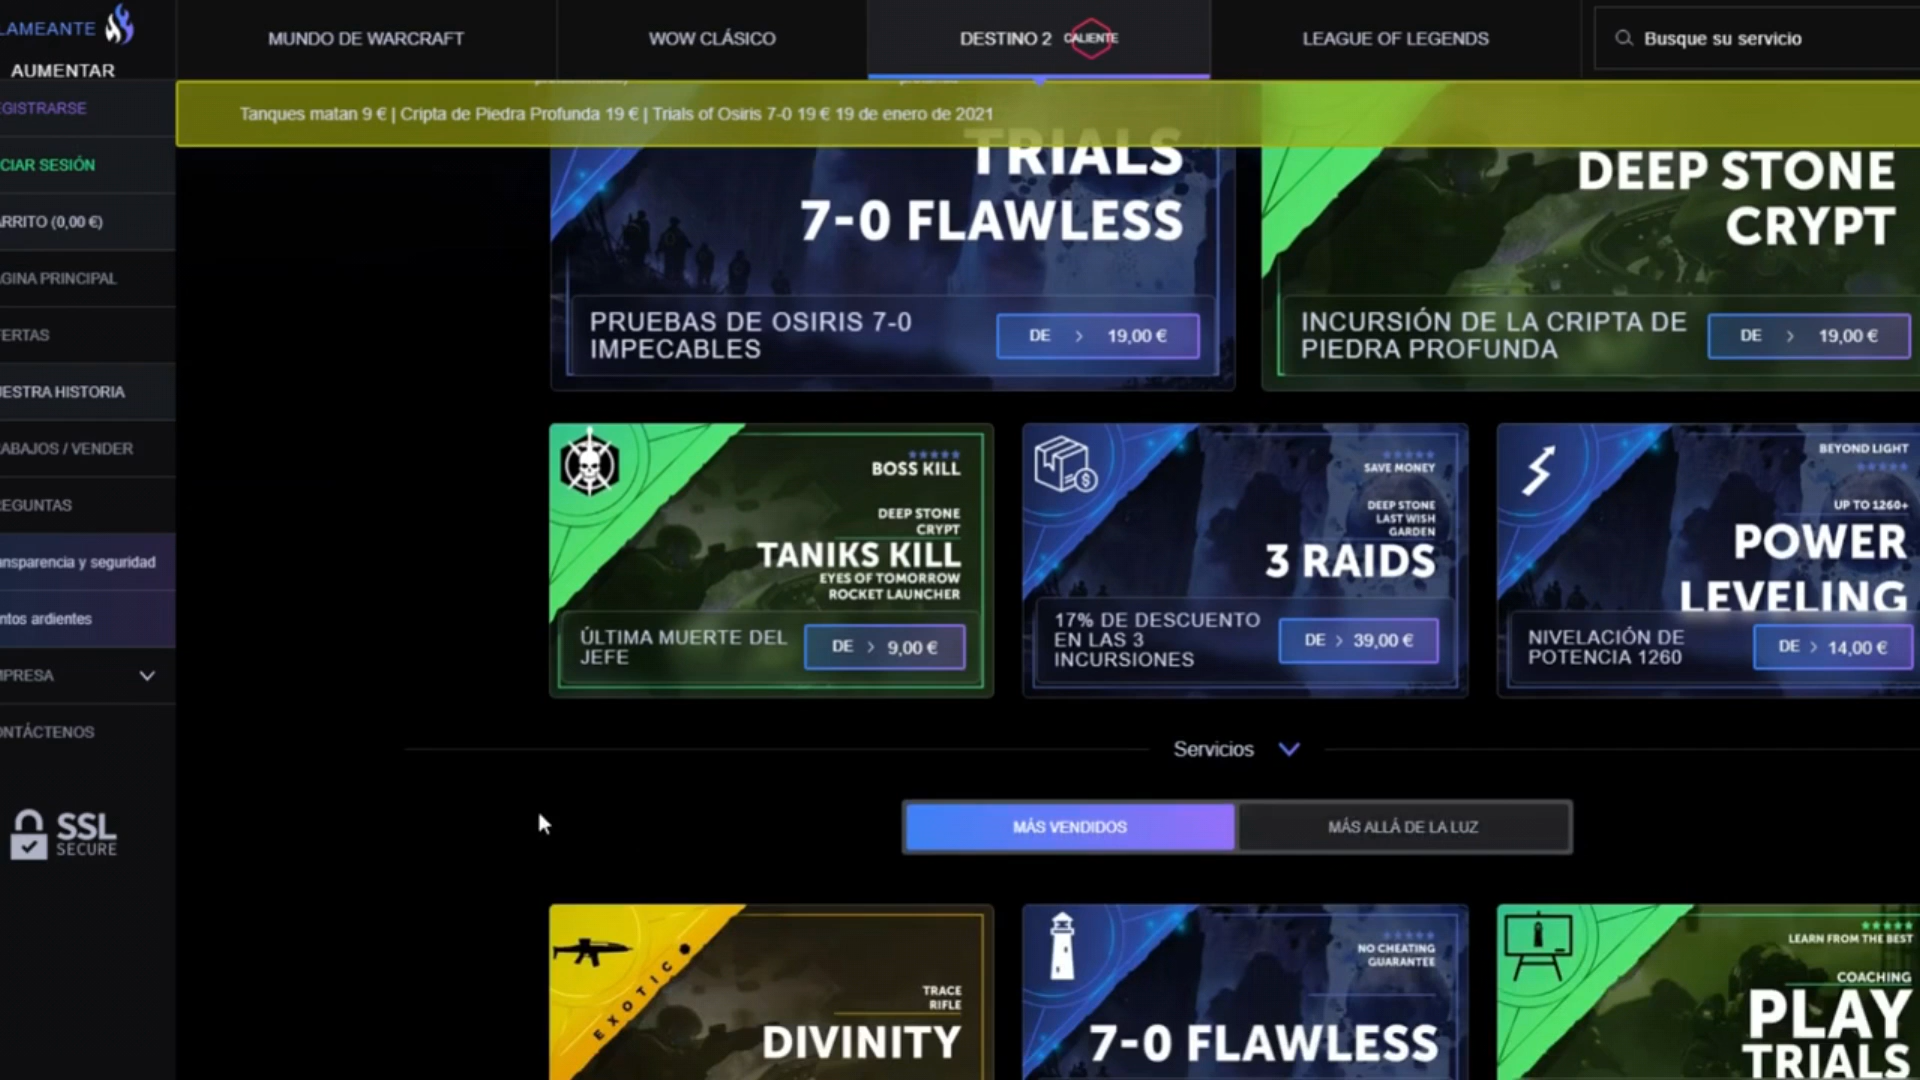 LAMEANTE
AUMENTAR
MUNDO DE WARCRAFT
WOW CLÁSICO
DESTINO 2
CALIENTE
LEAGUE OF LEGENDS
Busque su servicio
GISTRARSE
CIAR SESIÓN
RRITO (0,00 €)
GINA PRINCIPAL
ERTAS
ESTRA HISTORIA
ABAJOS / VENDER
EGUNTAS
nsparencia y seguridad
ntos ardientes
PRESA
NTÁCTENOS
SSL
SECURE
Tanques matan 9 € | Cripta de Piedra Profunda 19 € | Trials of Osiris 7-0 19 € 19 de enero de 2021
TRIALS
7-0 FLAWLESS
PRUEBAS DE OSIRIS 7-0
IMPECABLES
DE > 19,00 €
DEEP STONE
CRYPT
INCURSIÓN DE LA CRIPTA DE
PIEDRA PROFUNDA
DE > 19,00 €
BOSS KILL
DEEP STONE
CRYPT
TANIKS KILL
EYES OF TOMORROW
ROCKET LAUNCHER
ÚLTIMA MUERTE DEL
JEFE
DE > 9,00 €
SAVE MONEY
DEEP STONE
LAST WISH
GARDEN
3 RAIDS
17% DE DESCUENTO
EN LAS 3
INCURSIONES
DE > 39,00 €
BEYOND LIGHT
UP TO 1260+
POWER
LEVELING
NIVELACIÓN DE
POTENCIA 1260
DE > 14,00 €
Servicios
MÁS VENDIDOS
MÁS ALLÁ DE LA LUZ
EXOTIC
TRACE
RIFLE
DIVINITY
NO CHEATING
GUARANTEE
7-0 FLAWLESS
LEARN FROM THE BEST
COACHING
PLAY
TRIALS